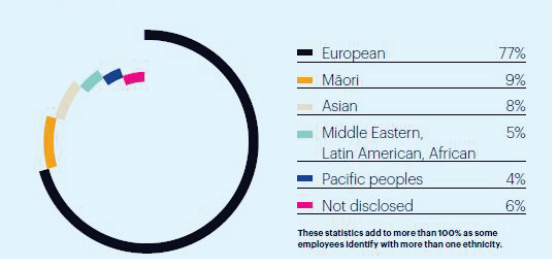 European 77%
Māori 9%
Asian 8%
Middle Eastern, 5%
Latin American, African
Pacific peoples 4%
Not disclosed 6%
These statistics add to more than 100% as some
employees identify with more than one ethnicity.